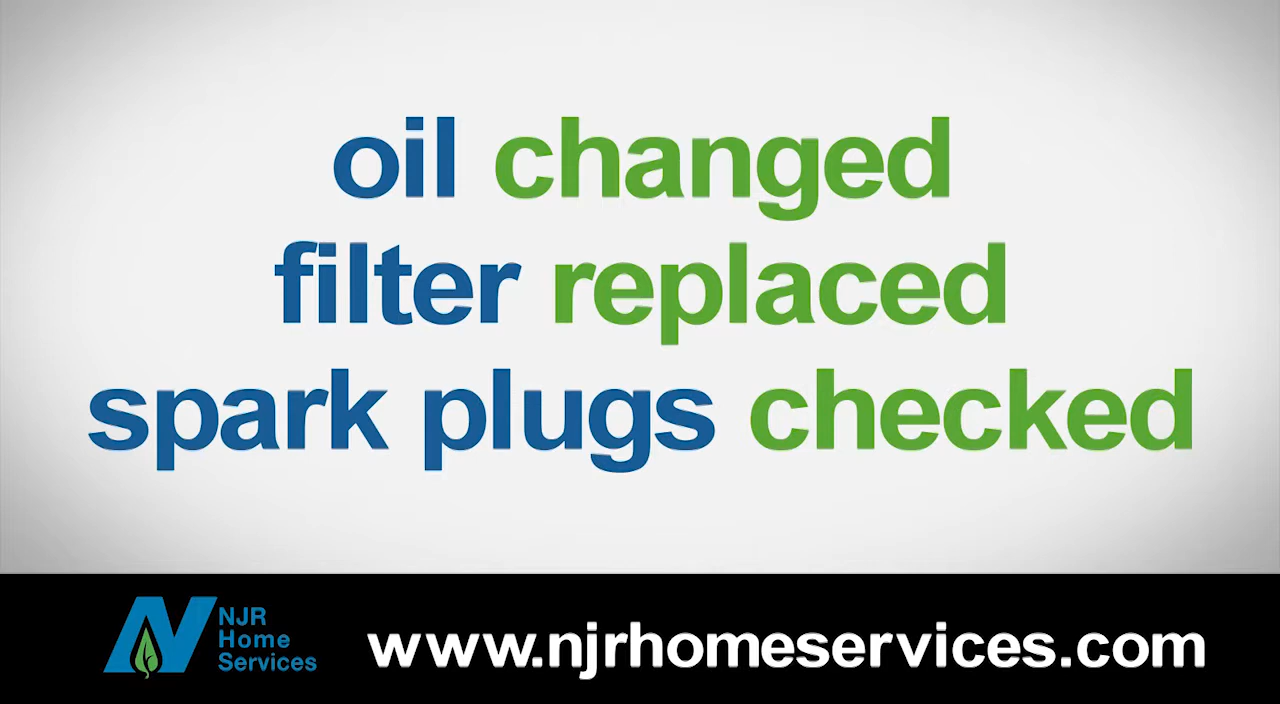 oil changed
filter replaced
spark plugs checked
NJR
Home
Services
www.njrhomeservices.com